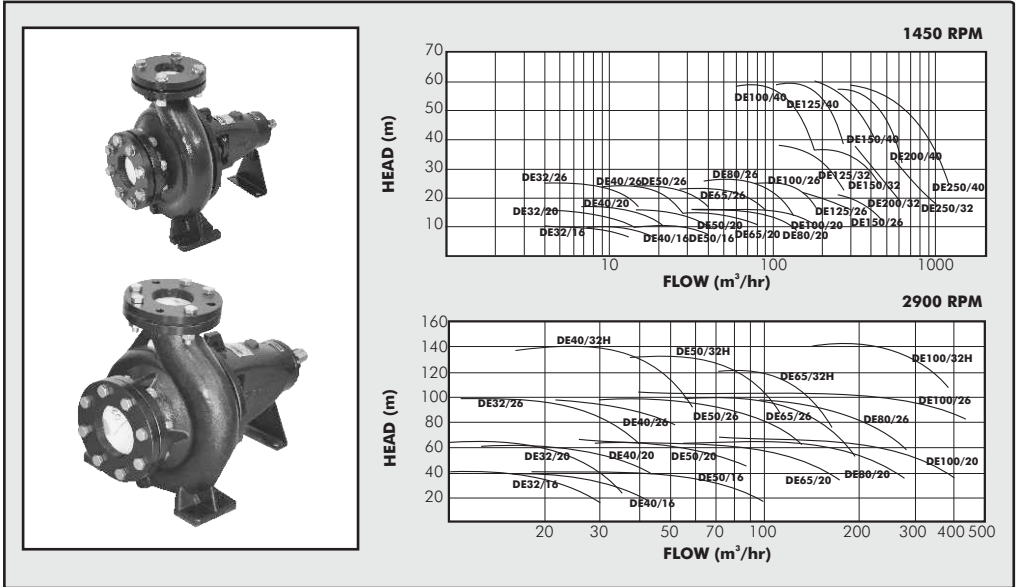 1450 RPM
70
60
50
40
30
20
10
HEAD (m)
DE100/40
DE125/40
DE150/40
DE200/40
DE250/40
DE32/26
DE40/26
DE50/26
DE80/26
DE100/26
DE125/32
DE150/32
DE65/26
DE200/32
DE250/32
DE32/20
DE40/20
DE125/26
DE150/26
DE50/20
DE100/20
DE32/16
DE40/16
DE50/16
DE65/20
DE80/20
10 100 1000
FLOW (m³/hr)
2900 RPM
160
140
120
100
80
60
40
20
HEAD (m)
DE40/32H
DE50/32H
DE100/32H
DE65/32H
DE100/26
DE32/26
DE40/26
DE50/26
DE65/26
DE80/26
DE32/20
DE40/20
DE50/20
DE100/20
DE32/16
DE50/16
DE65/20
DE80/20
DE40/16
20 30 50 70 100 200 300 400 500
FLOW (m³/hr)